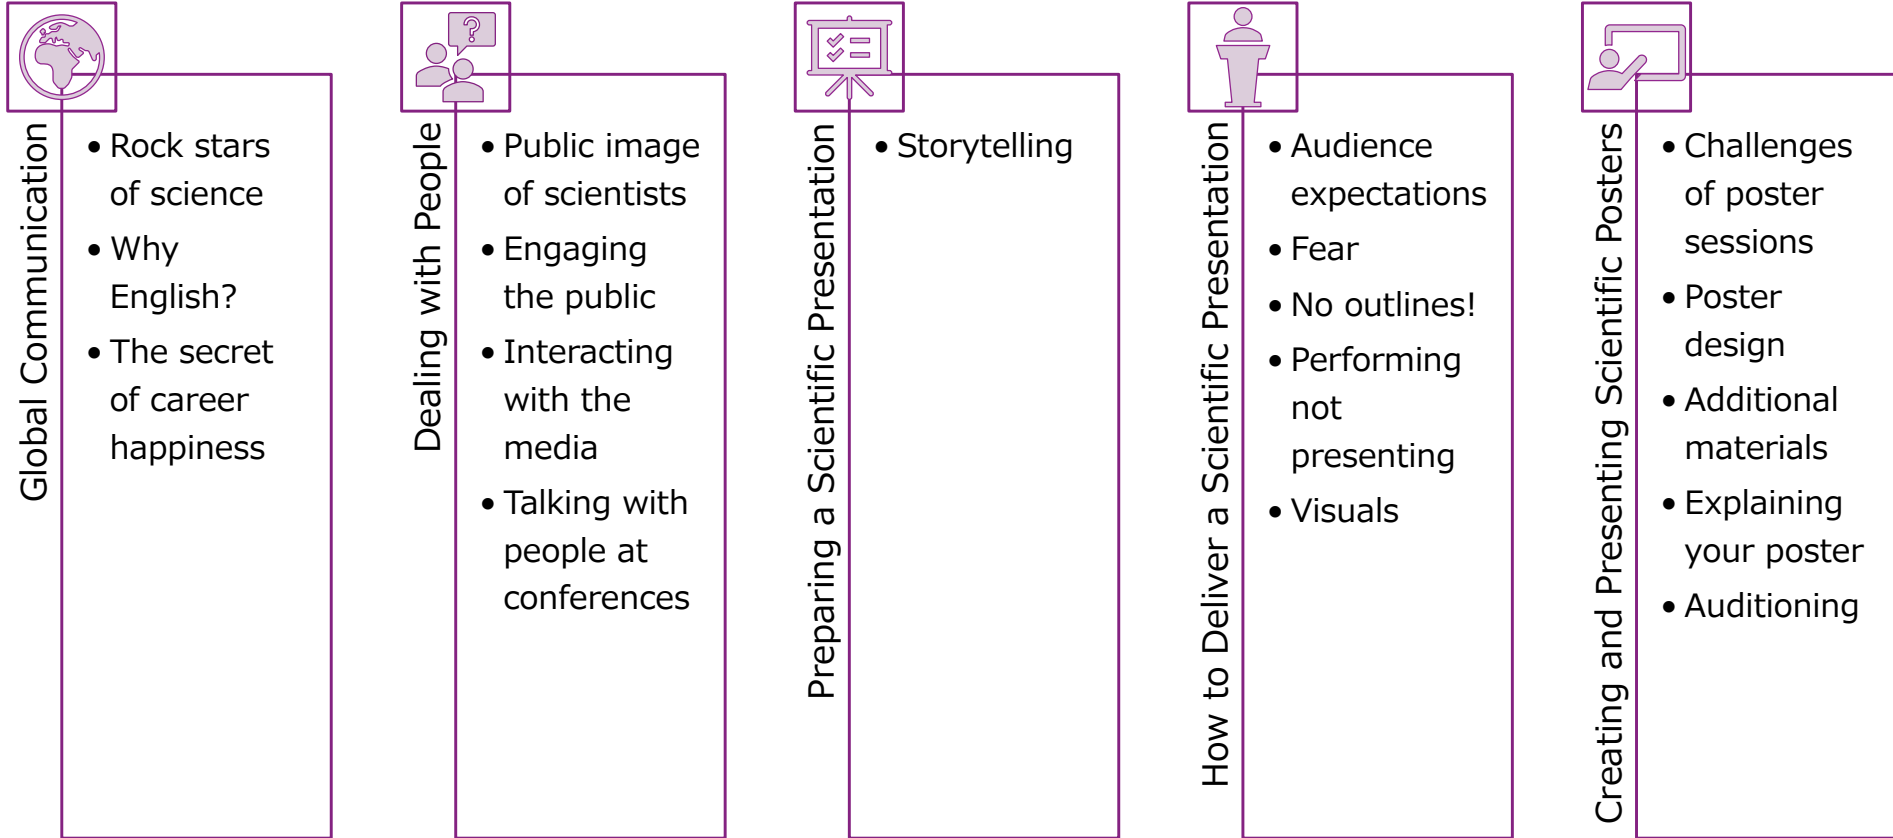 Global Communication
• Rock stars
of science
• Why
English?
• The secret
of career
happiness
Dealing with People
• Public image
of scientists
• Engaging
the public
• Interacting
with the
media
• Talking with
people at
conferences
Preparing a Scientific Presentation
• Storytelling
How to Deliver a Scientific Presentation
• Audience
expectations
• Fear
• No outlines!
• Performing
not
presenting
• Visuals
Creating and Presenting Scientific Posters
• Challenges
of poster
sessions
• Poster
design
• Additional
materials
• Explaining
your poster
• Auditioning